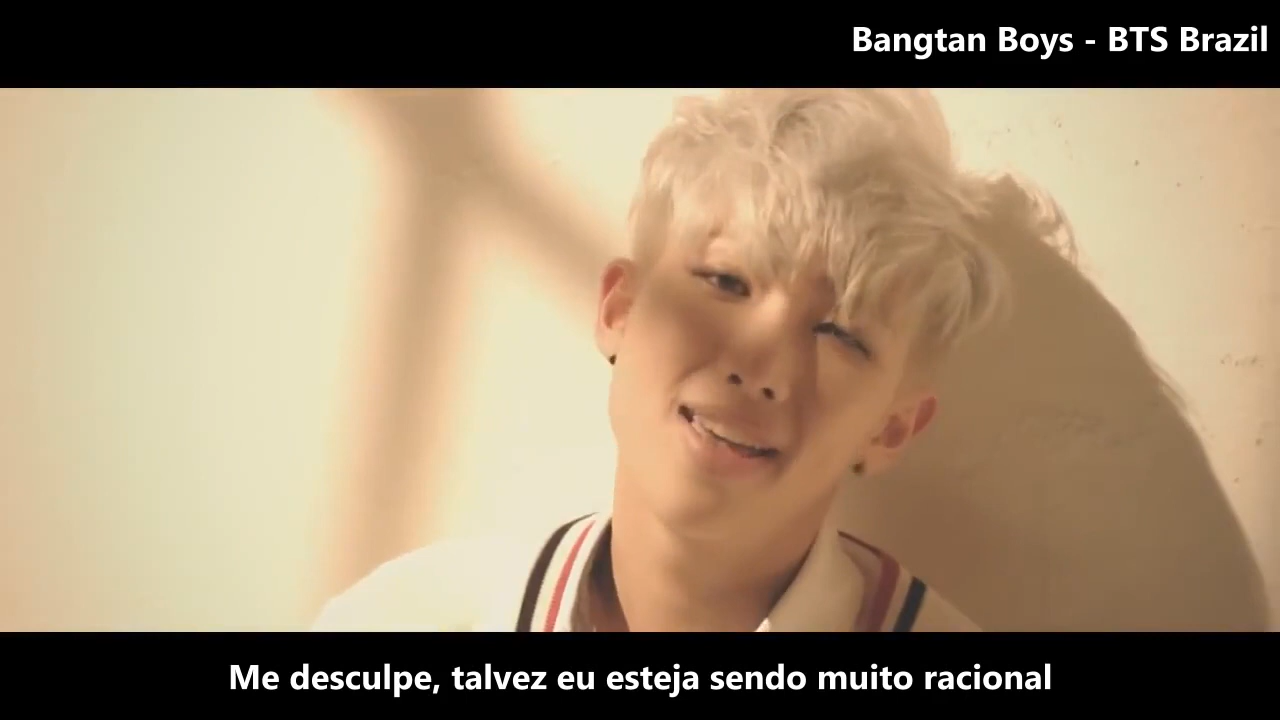 Bangtan Boys - BTS Brazil
Me desculpe, talvez eu esteja sendo muito racional